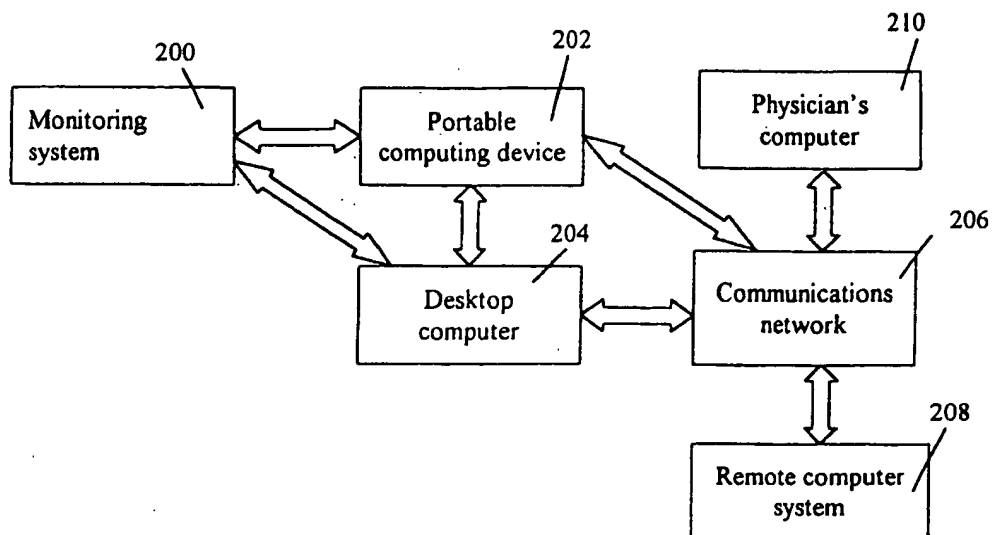 200
202
210
Monitoring
system
Portable
computing device
Physician's
computer
204
206
Desktop
computer
Communications
network
208
Remote computer
system